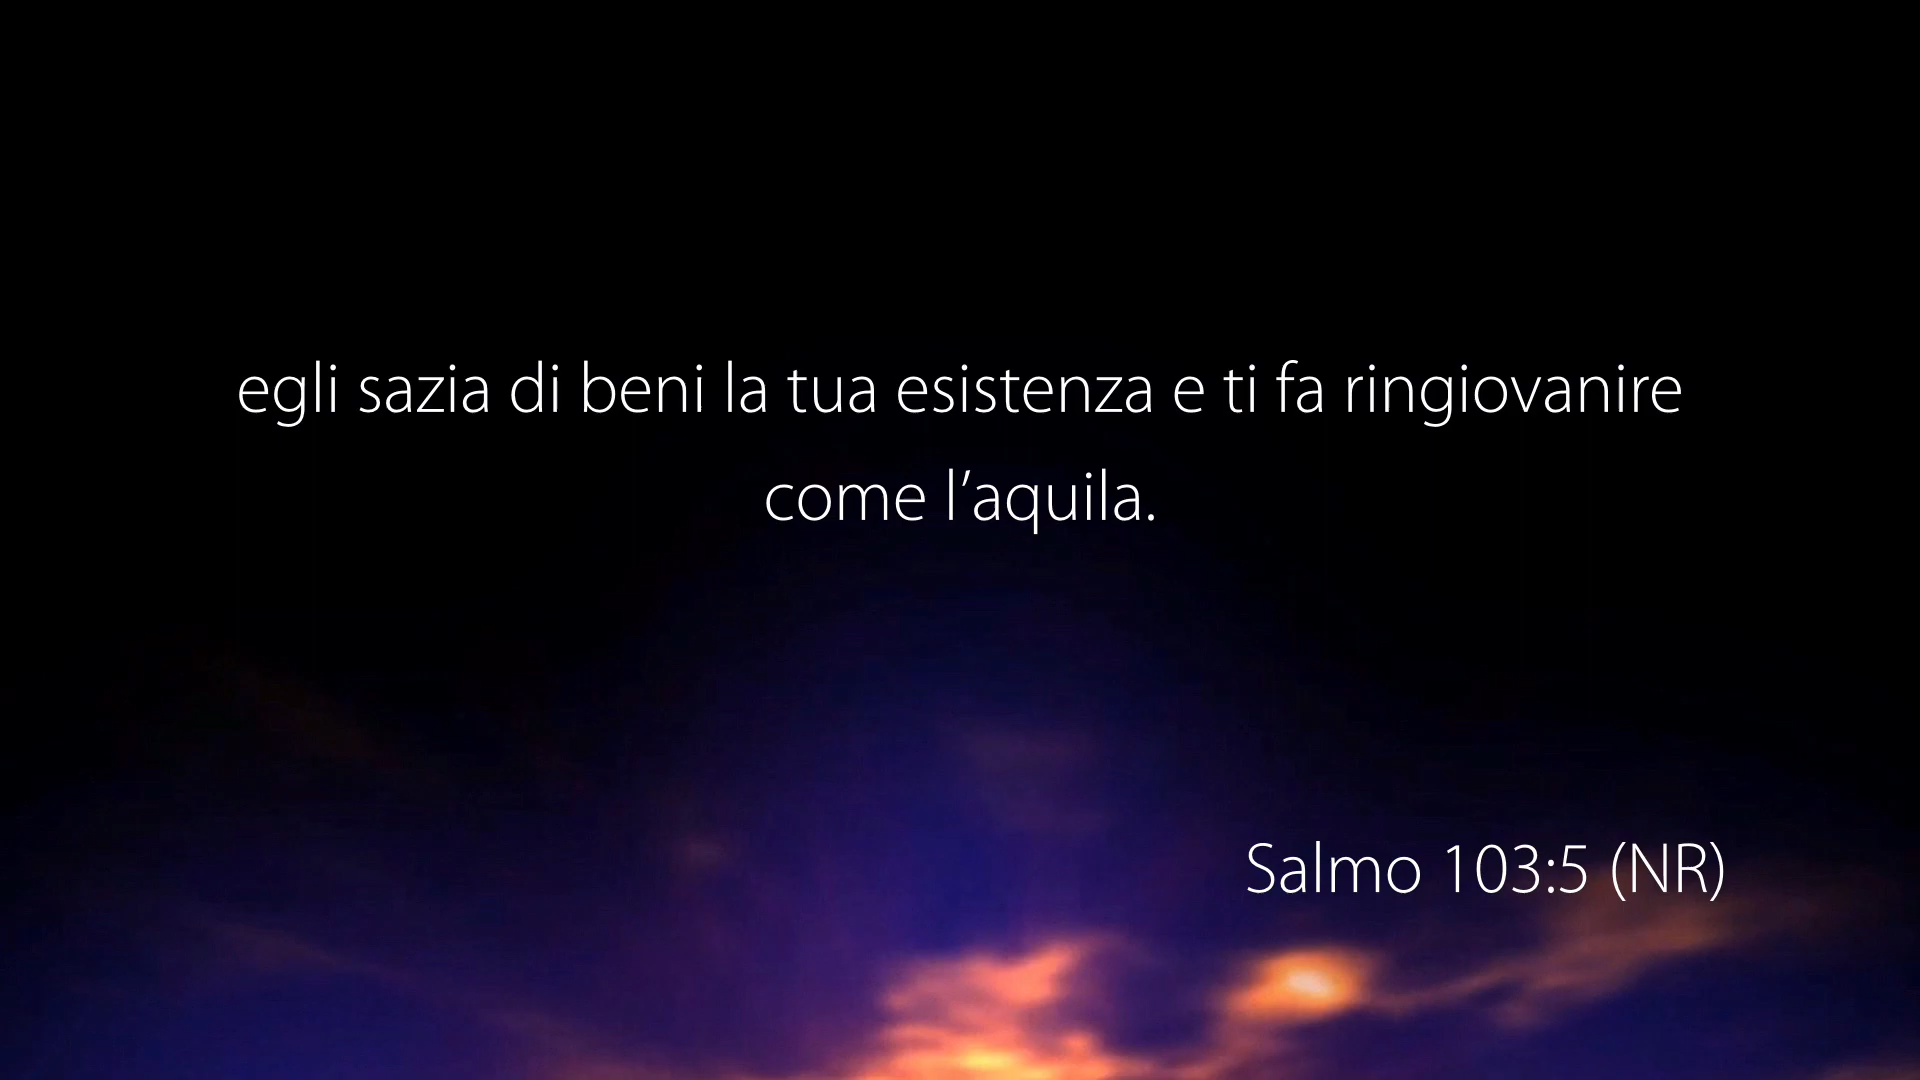 egli sazia di beni la tua esistenza e ti fa ringiovanire
come l’aquila.
Salmo 103:5 (NR)